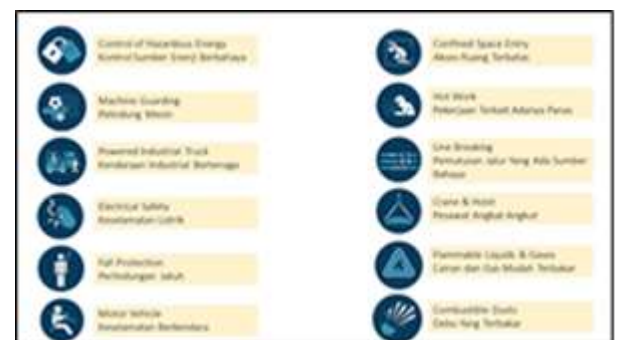 Control of Hazardous Energy
Kontrol Sumber Energi Berbahaya
Machine Guarding
Pelindung Mesin
Powered Industrial Truck
Kendaraan Industrial Bertenaga
Electrical Safety
Keselamatan Listrik
Fall Protection
Perlindungan Jatuh
Motor Vehicle
Keselamatan Berkendara
Confined Space Entry
Akses Ruang Terbatas
Hot Work
Pekerjaan Terkait Adanya Panas
Line Breaking
Pemutusan Jalur Yang Ada Sumber
Bahaya
Crane & Hoist
Pesawat Angkat Angkut
Flammable Liquids & Gases
Cairan dan Gas Mudah Terbakar
Combustible Dusts
Debu Yang Terbakar